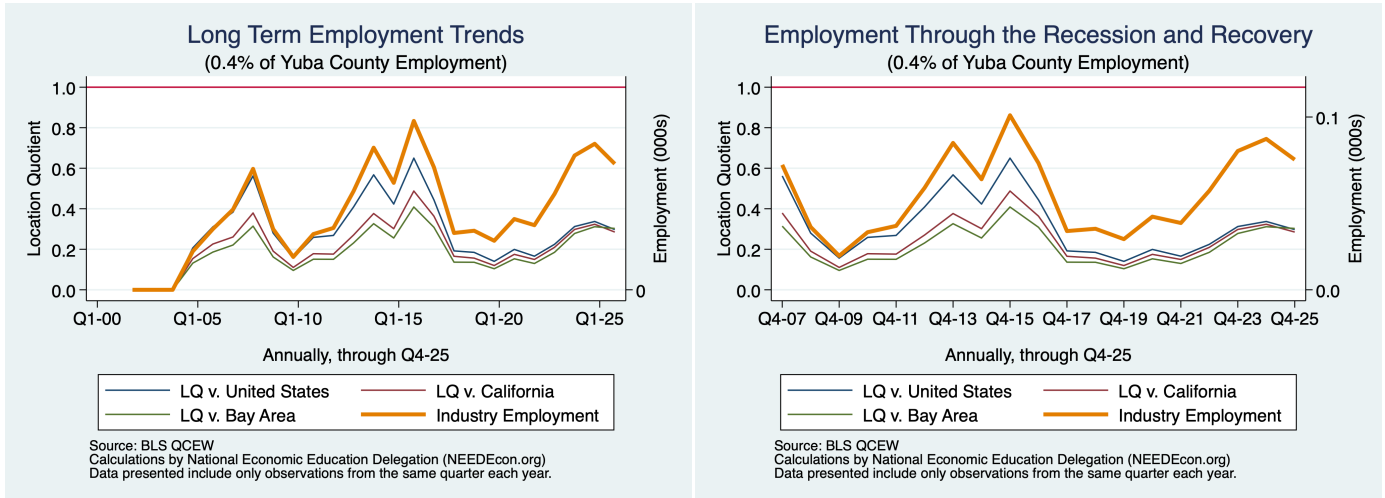 Long Term Employment Trends
(0.4% of Yuba County Employment)
Location Quotient
1.0
0.8
0.6
0.4
0.2
0.0
Employment (000s)
0
Q1-00 Q1-05 Q1-10 Q1-15 Q1-20 Q1-25
Annually, through Q4-25
LQ v. United States LQ v. California
LQ v. Bay Area Industry Employment
Source: BLS QCEW
Calculations by National Economic Education Delegation (NEEDEcon.org)
Data presented include only observations from the same quarter each year.
Employment Through the Recession and Recovery
(0.4% of Yuba County Employment)
Location Quotient
1.0
0.8
0.6
0.4
0.2
0.0
Employment (000s)
0.1
0.0
Q4-07 Q4-09 Q4-11 Q4-13 Q4-15 Q4-17 Q4-19 Q4-21 Q4-23 Q4-25
Annually, through Q4-25
LQ v. United States LQ v. California
LQ v. Bay Area Industry Employment
Source: BLS QCEW
Calculations by National Economic Education Delegation (NEEDEcon.org)
Data presented include only observations from the same quarter each year.